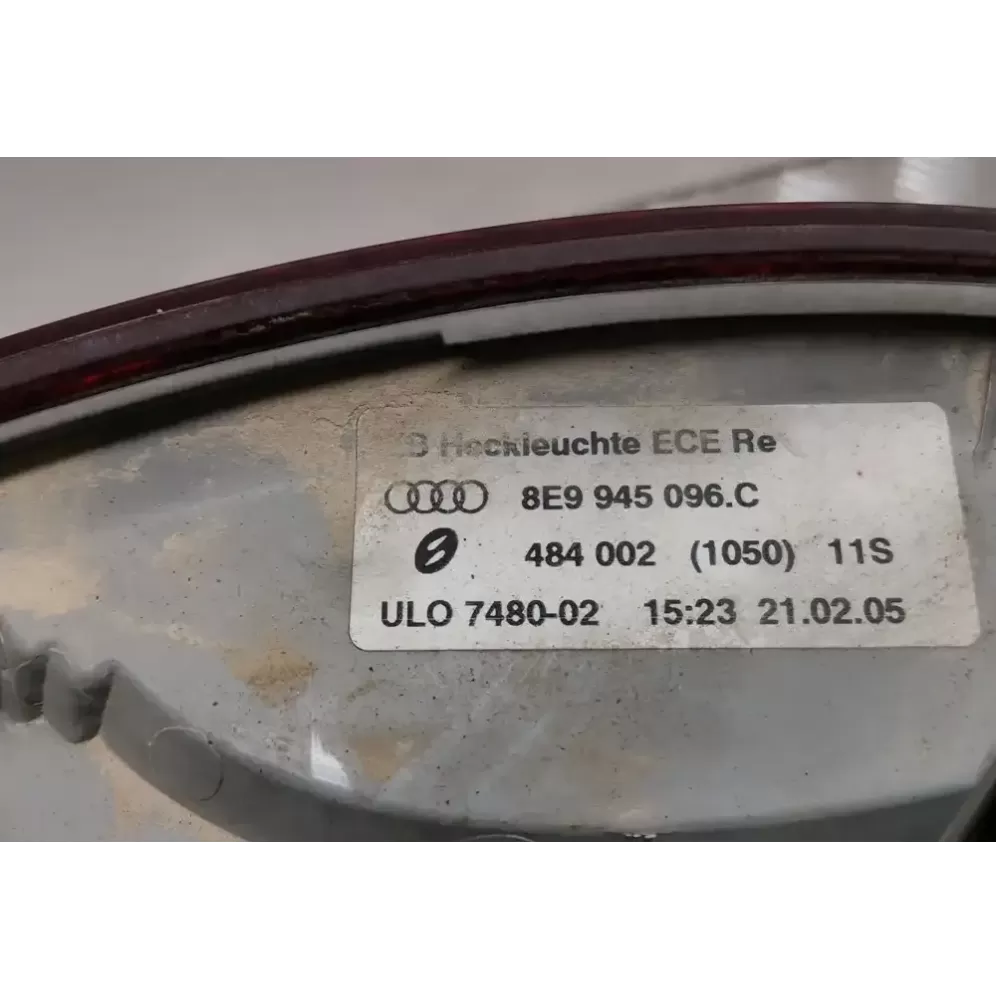 Heckleuchte ECE Re
8E9 945 096.C
484 002 (1050) 11S
ULO 7480-02 15:23 21.02.05